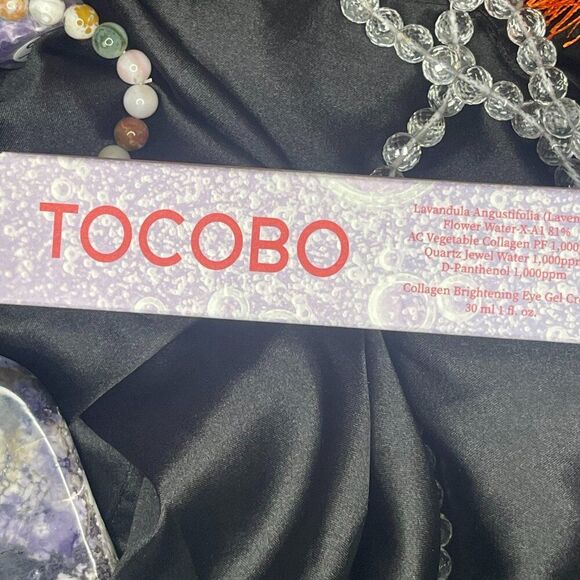 TOCOBO
Lavandula Angustifolia (Laven
Flower Water-X-A1 81%
AC Vegetable Collagen PF 1,000
Quartz Jewel Water 1,000ppm
D-Panthenol 1,000ppm
Collagen Brightening Eye Gel Cr
30 ml 1 fl. oz.